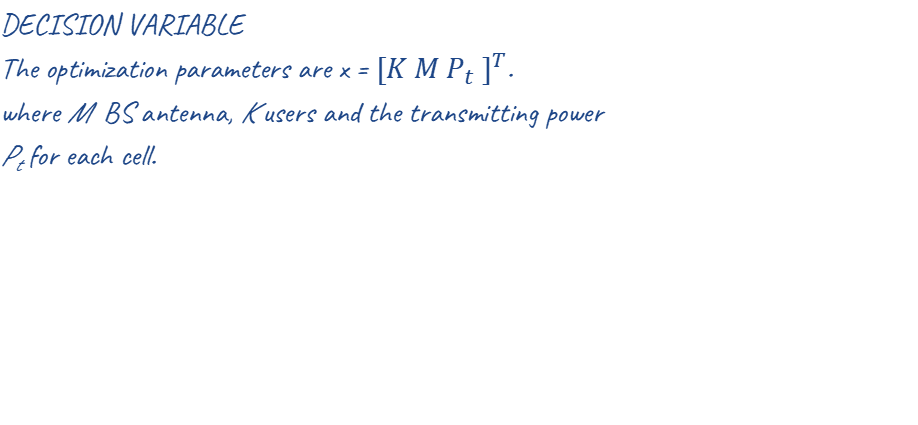 DECISION VARIABLE
The optimization parameters are x = [K M Pₜ ]ᵀ.
where M BS antenna, K users and the transmitting power
Pₜ for each cell.